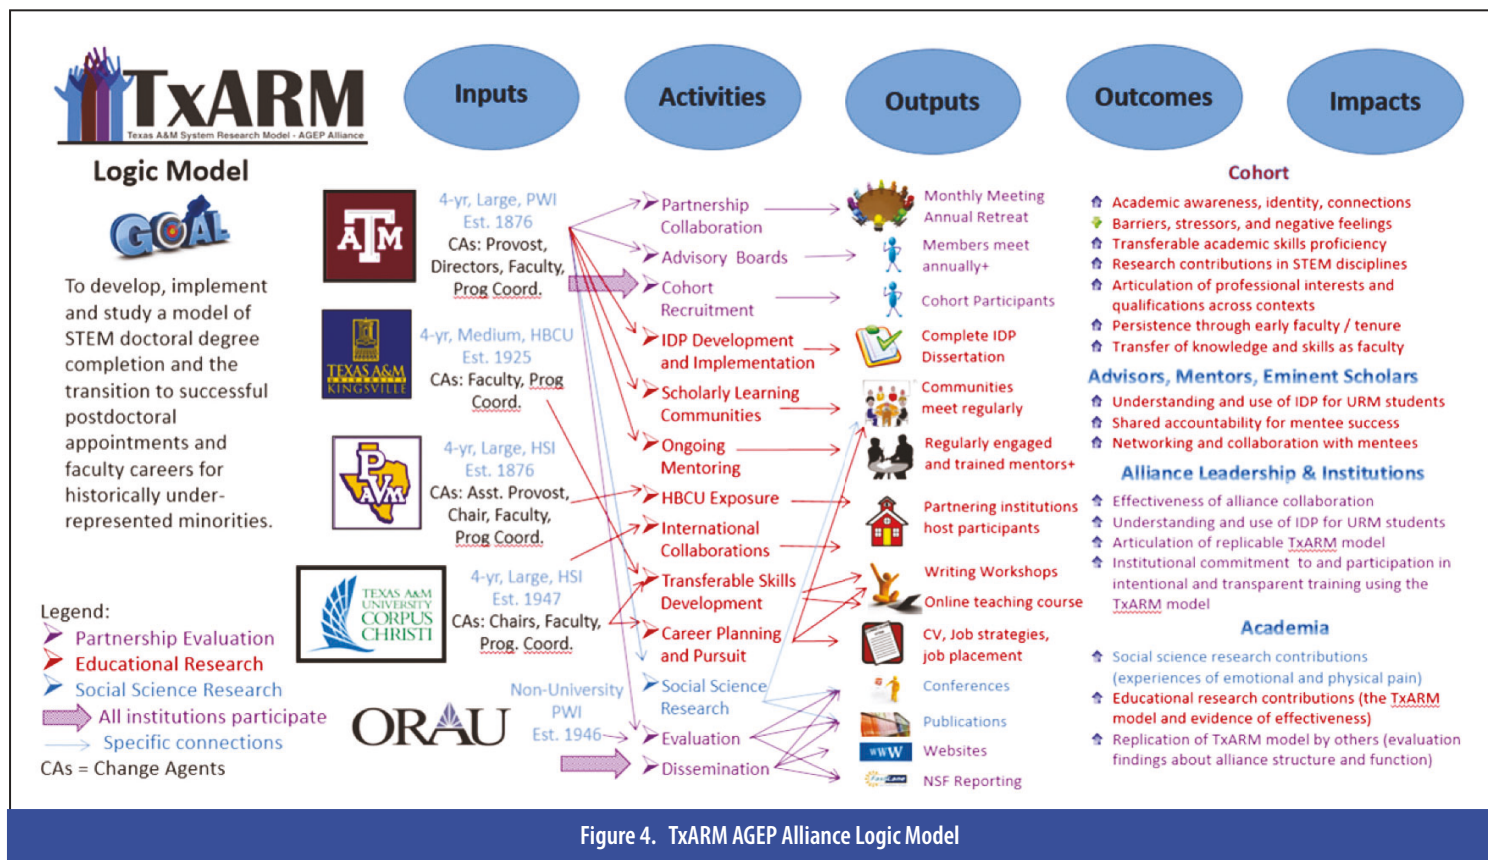 TxARM
Texas A&M System Research Model - AGEP Alliance
Logic Model
GOAL
To develop, implement
and study a model of
STEM doctoral degree
completion and the
transition to successful
postdoctoral
appointments and
faculty careers for
historically under-
represented minorities.
Legend:
Partnership Evaluation
Educational Research
Social Science Research
All institutions participate
Specific connections
CAs = Change Agents
Inputs
ATM
4-yr, Large, PWI
Est. 1876
CAs: Provost,
Directors, Faculty,
Prog Coord.
TEXAS A&M
UNIVERSITY
KINGSVILLE
4-yr, Medium, HBCU
Est. 1925
CAs: Faculty, Prog
Coord.
P
V
AVM
4-yr, Large, HSI
Est. 1876
CAs: Asst. Provost,
Chair, Faculty,
Prog Coord.
TEXAS A&M
UNIVERSITY
CORPUS
CHRISTI
4-yr, Large, HSI
Est. 1947
CAs: Chairs, Faculty,
Prog. Coord.
ORAU
Non-University
PWI
Est. 1946
Activities
Partnership
Collaboration
Advisory Boards
Cohort
Recruitment
IDP Development
and Implementation
Scholarly Learning
Communities
Ongoing
Mentoring
HBCU Exposure
International
Collaborations
Transferable Skills
Development
Career Planning
and Pursuit
Social Science
Research
Evaluation
Dissemination
Outputs
Monthly Meeting
Annual Retreat
Members meet
annually+
Cohort Participants
Complete IDP
Dissertation
Communities
meet regularly
Regularly engaged
and trained mentors+
Partnering institutions
host participants
Writing Workshops
Online teaching course
CV, Job strategies,
job placement
Conferences
Publications
WWW
Websites
FastLane
NSF Reporting
Outcomes
Impacts
Cohort
Academic awareness, identity, connections
Barriers, stressors, and negative feelings
Transferable academic skills proficiency
Research contributions in STEM disciplines
Articulation of professional interests and
qualifications across contexts
Persistence through early faculty / tenure
Transfer of knowledge and skills as faculty
Advisors, Mentors, Eminent Scholars
Understanding and use of IDP for URM students
Shared accountability for mentee success
Networking and collaboration with mentees
Alliance Leadership & Institutions
Effectiveness of alliance collaboration
Understanding and use of IDP for URM students
Articulation of replicable TxARM model
Institutional commitment to and participation in
intentional and transparent training using the
TxARM model
Academia
Social science research contributions
(experiences of emotional and physical pain)
Educational research contributions (the TxARM
model and evidence of effectiveness)
Replication of TxARM model by others (evaluation
findings about alliance structure and function)
Figure 4. TxARM AGEP Alliance Logic Model